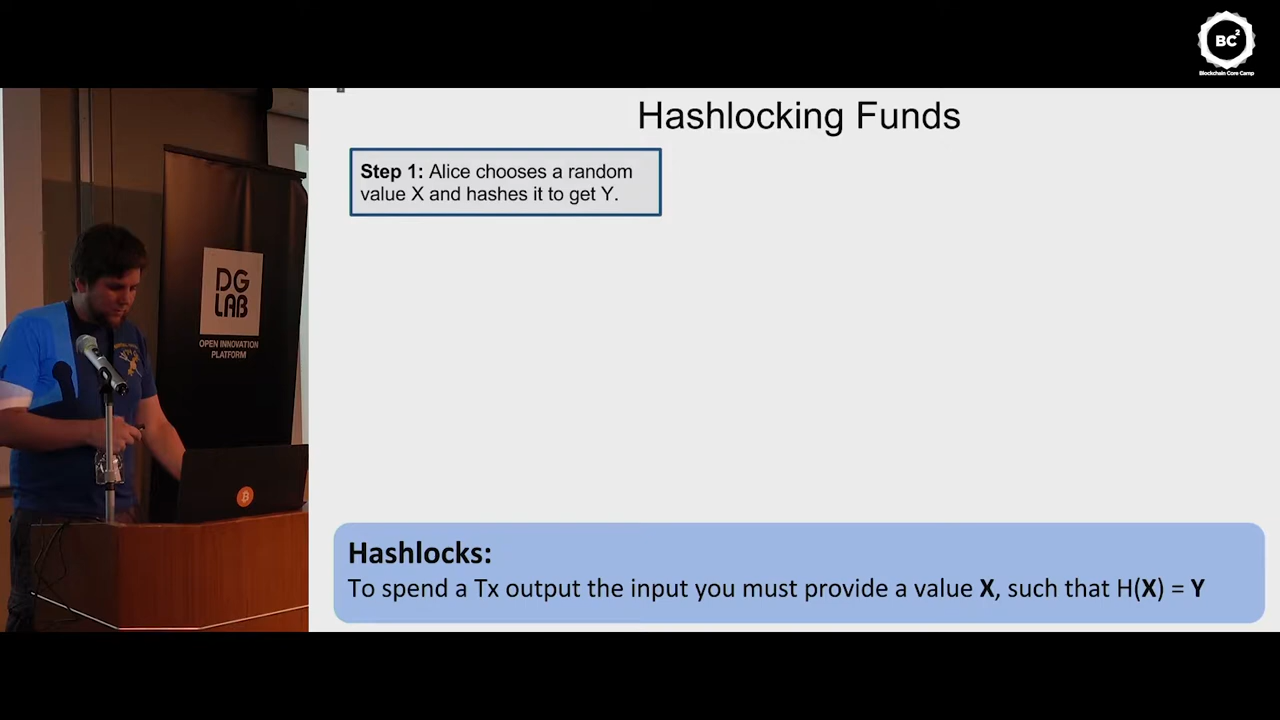 BC²
Blockchain Core Camp
Hashlocking Funds
Step 1: Alice chooses a random
value X and hashes it to get Y.
DG
LAB
OPEN INNOVATION
PLATFORM
Hashlocks:
To spend a Tx output the input you must provide a value X, such that H(X) = Y